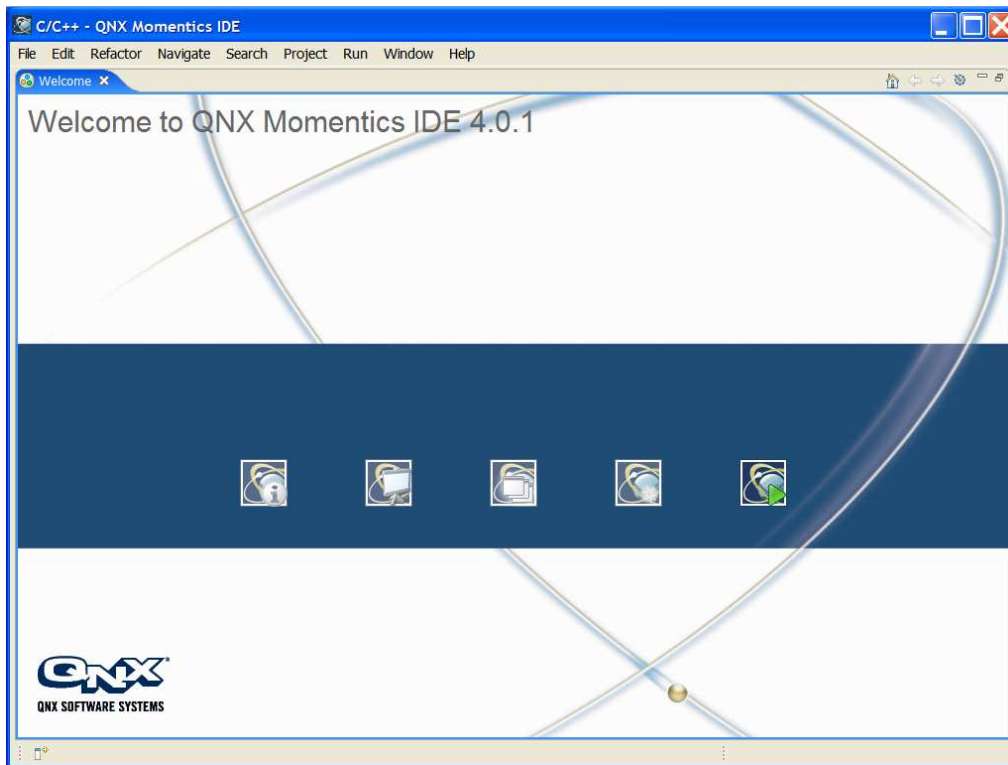 C/C++ - QNX Momentics IDE
File Edit Refactor Navigate Search Project Run Window Help
Welcome
Welcome to QNX Momentics IDE 4.0.1
QNX
QNX SOFTWARE SYSTEMS